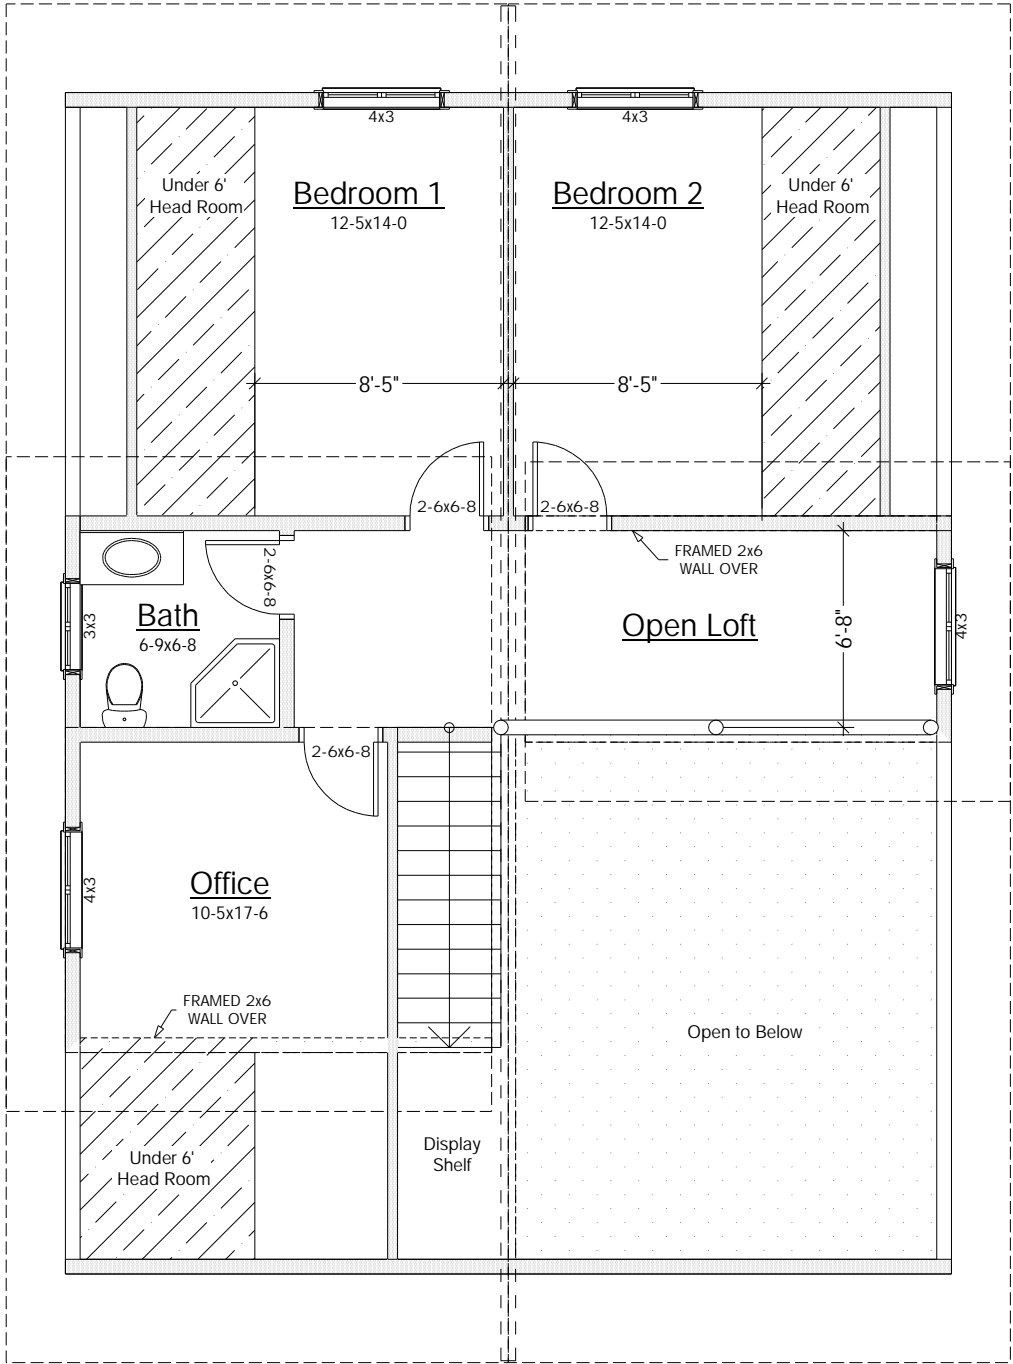 4x3
4x3
Under 6'
Head Room
Bedroom 1
12-5x14-0
Bedroom 2
12-5x14-0
Under 6'
Head Room
8'-5"
8'-5"
2-6x6-8
2-6x6-8
FRAMED 2x6
WALL OVER
2-6x6-8
3x3
Bath
6-9x6-8
Open Loft
6'-8"
4x3
2-6x6-8
4x3
Office
10-5x17-6
FRAMED 2x6
WALL OVER
Open to Below
Under 6'
Head Room
Display
Shelf